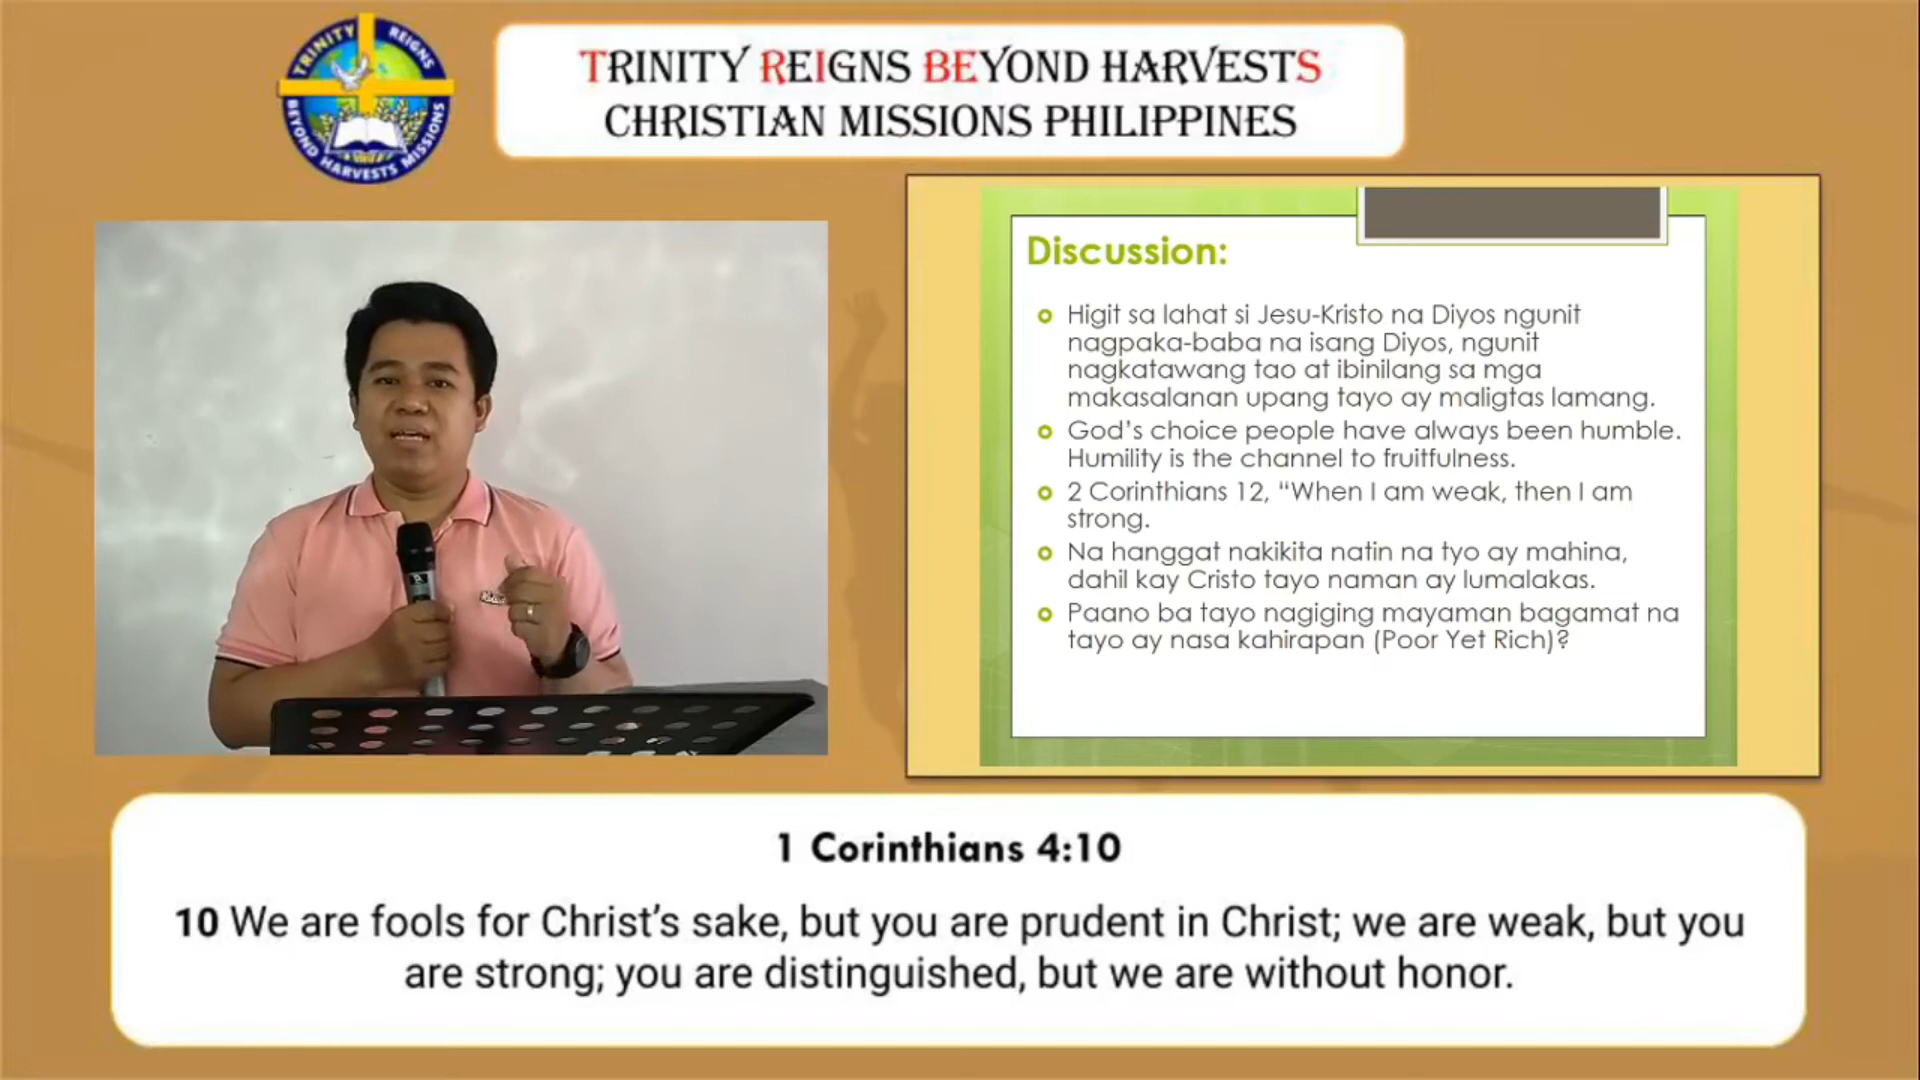 TRINITY REIGNS
BEYOND HARVESTS MISSIONS
TRINITY REIGNS BEYOND HARVESTS
CHRISTIAN MISSIONS PHILIPPINES
Discussion:
Higit sa lahat si Jesu-Kristo na Diyos ngunit
nagpaka-baba na isang Diyos, ngunit
nagkatawang tao at ibinilang sa mga
makasalanan upang tayo ay maligtas lamang.
God's choice people have always been humble.
Humility is the channel to fruitfulness.
2 Corinthians 12, “When I am weak, then I am
strong.
Na hanggat nakikita natin na tyo ay mahina,
dahil kay Cristo tayo naman ay lumalakas.
Paano ba tayo nagiging mayaman bagamat na
tayo ay nasa kahirapan (Poor Yet Rich)?
1 Corinthians 4:10
10 We are fools for Christ's sake, but you are prudent in Christ; we are weak, but you
are strong; you are distinguished, but we are without honor.